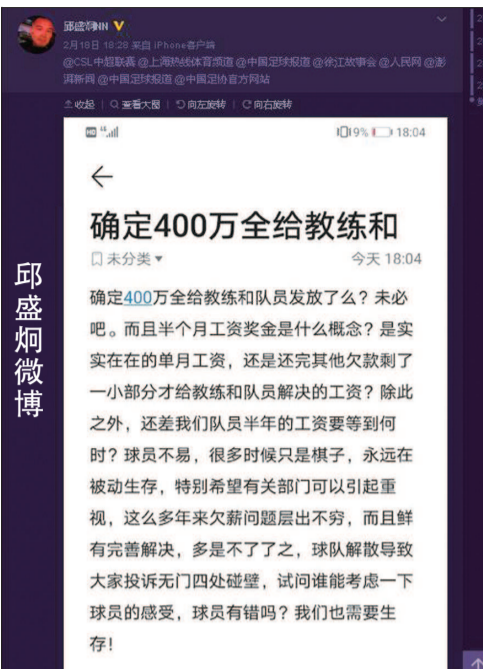 邱盛炯NN V
2月18日 18:28 来自 iPhone客户端
@CSL中超联赛 @上海热线体育频道 @中国足球报道 @徐江故事会 @人民网 @澎
湃新闻 @中国足球报道 @中国足协官方网站
收起 | 查看大图 | 向左旋转 | 向右旋转
HD 9% 18:04
确定400万全给教练和
未分类 今天 18:04
确定400万全给教练和队员发放了么？未必
吧。而且半个月工资奖金是什么概念？是实
实在在的单月工资，还是还完其他欠款剩了
一小部分才给教练和队员解决的工资？除此
之外，还差我们队员半年的工资要等到何
时？球员不易，很多时候只是棋子，永远在
被动生存，特别希望有关部门可以引起重
视，这么多年来欠薪问题层出不穷，而且鲜
有完善解决，多是不了了之，球队解散导致
大家投诉无门四处碰壁，试问谁能考虑一下
球员的感受，球员有错吗？我们也需要生
存！
邱盛炯微博